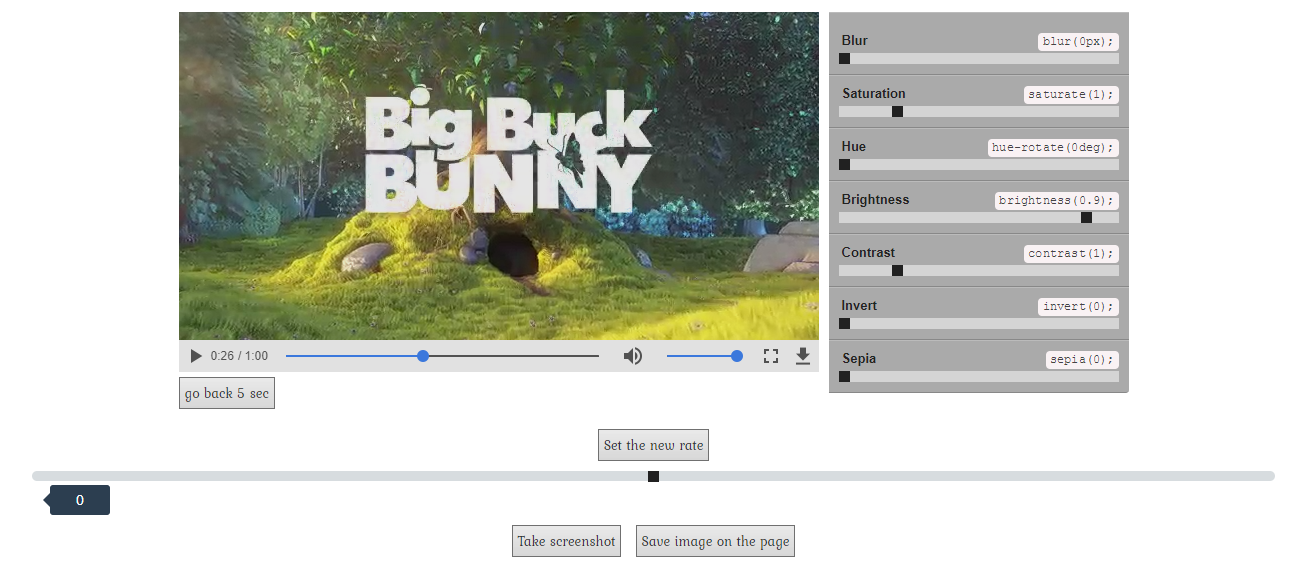 Big Buck
BUNNY
0:26 / 1:00
go back 5 sec
Blur
blur(0px);
Saturation
saturate(1);
Hue
hue-rotate(0deg);
Brightness
brightness(0.9);
Contrast
contrast(1);
Invert
invert(0);
Sepia
sepia(0);
Set the new rate
0
Take screenshot
Save image on the page